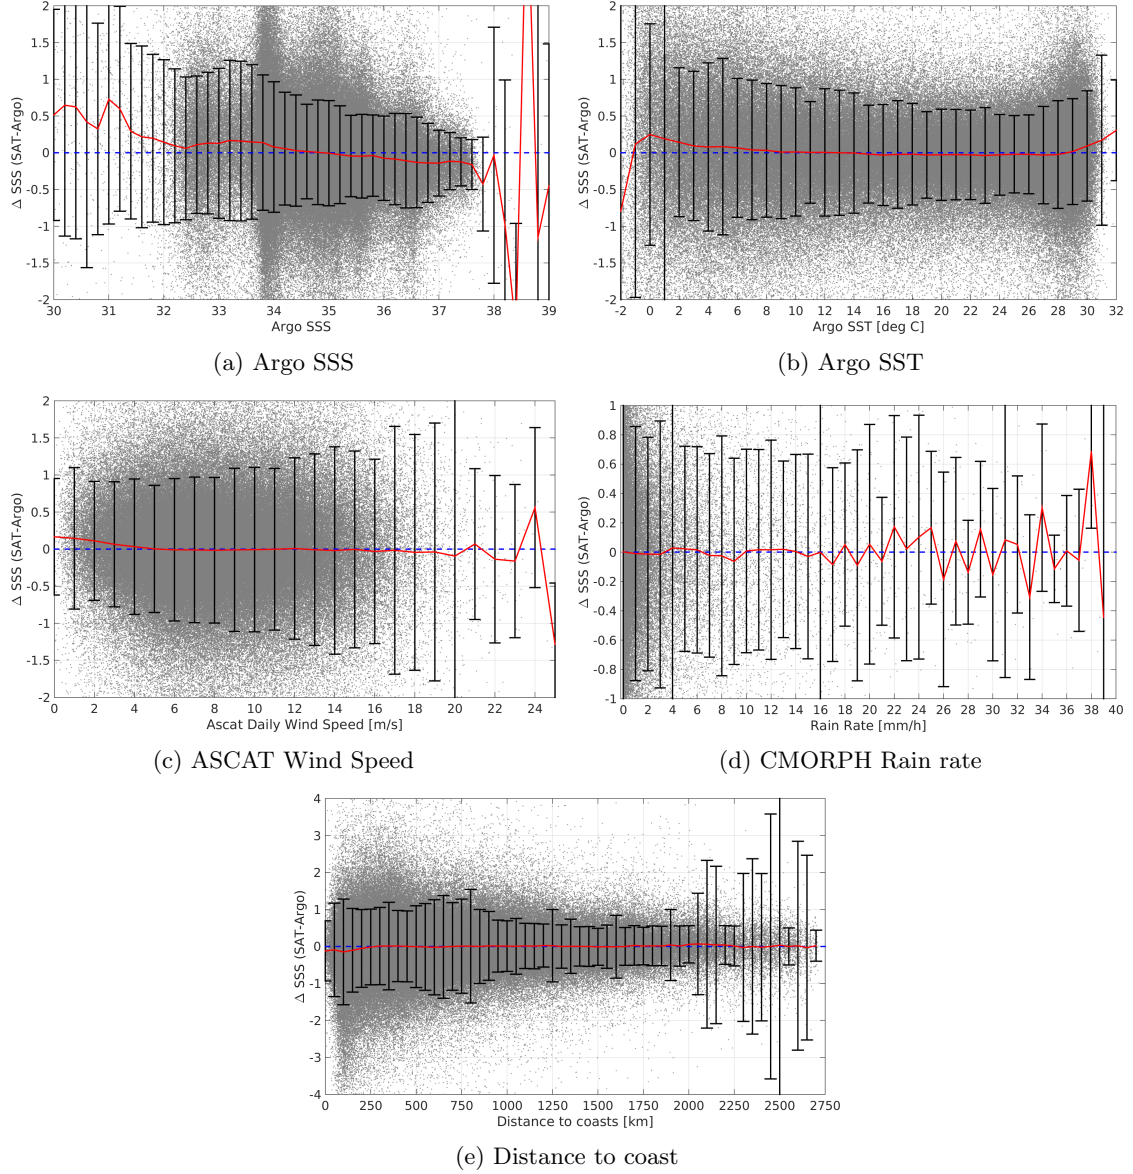 2
1.5
1
0.5
0
-0.5
-1
-1.5
-2
Δ SSS (SAT-Argo)
30 31 32 33 34 35 36 37 38 39
Argo SSS
(a) Argo SSS
2
1.5
1
0.5
0
-0.5
-1
-1.5
-2
Δ SSS (SAT-Argo)
-2 0 2 4 6 8 10 12 14 16 18 20 22 24 26 28 30 32
Argo SST [deg C]
(b) Argo SST
2
1.5
1
0.5
0
-0.5
-1
-1.5
-2
Δ SSS (SAT-Argo)
0 2 4 6 8 10 12 14 16 18 20 22 24
Ascat Daily Wind Speed [m/s]
(c) ASCAT Wind Speed
1
0.8
0.6
0.4
0.2
0
-0.2
-0.4
-0.6
-0.8
-1
Δ SSS (SAT-Argo)
0 2 4 6 8 10 12 14 16 18 20 22 24 26 28 30 32 34 36 38 40
Rain Rate [mm/h]
(d) CMORPH Rain rate
4
3
2
1
0
-1
-2
-3
-4
Δ SSS (SAT-Argo)
0 250 500 750 1000 1250 1500 1750 2000 2250 2500 2750
Distance to coasts [km]
(e) Distance to coast